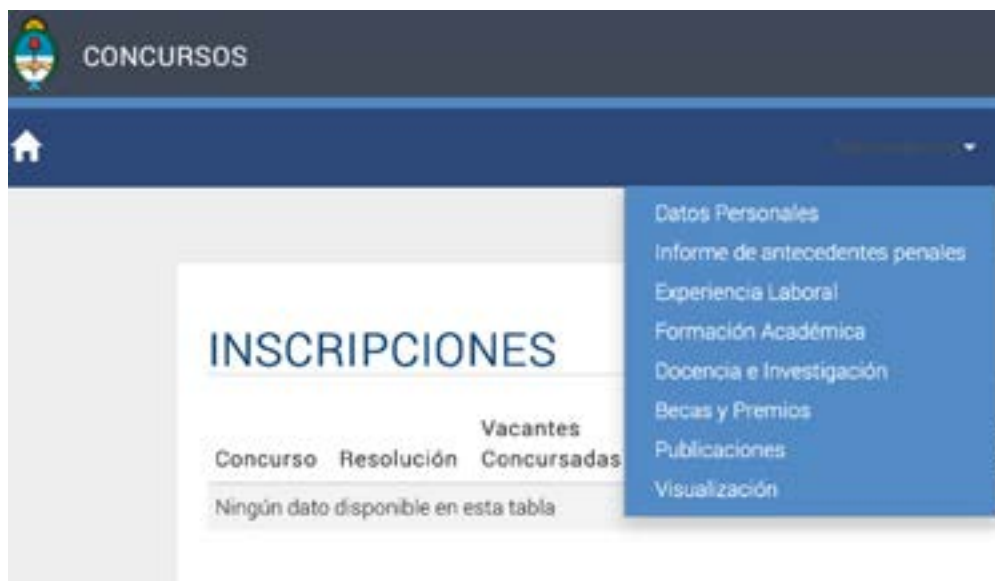 CONCURSOS
Datos Personales
Informe de antecedentes penales
Experiencia Laboral
Formación Académica
Docencia e Investigación
Becas y Premios
Publicaciones
Visualización
INSCRIPCIONES
Vacantes
Concurso Resolución Concursadas
Ningún dato disponible en esta tabla